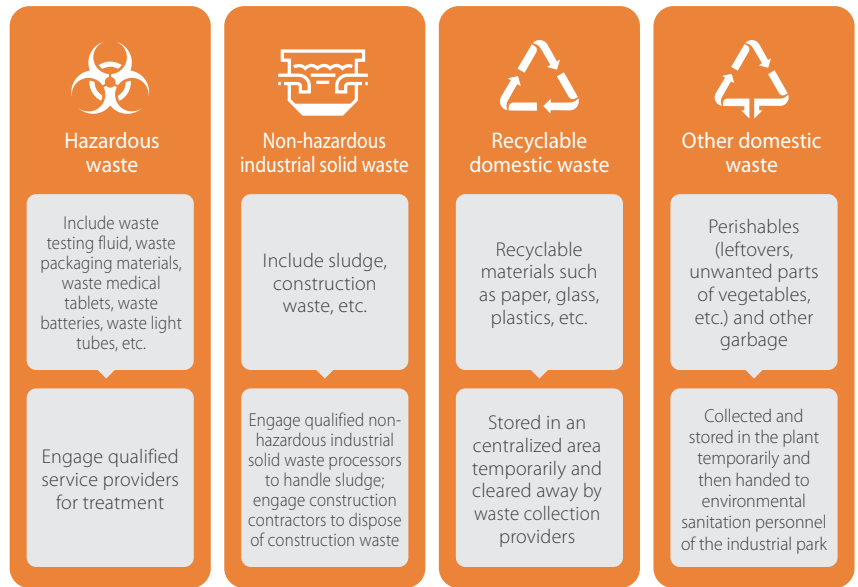 Hazardous
waste
Include waste
testing fluid, waste
packaging materials,
waste medical
tablets, waste
batteries, waste light
tubes, etc.
Engage qualified
service providers
for treatment
Non-hazardous
industrial solid waste
Include sludge,
construction
waste, etc.
Engage qualified non-
hazardous industrial
solid waste processors
to handle sludge;
engage construction
contractors to dispose
of construction waste
Recyclable
domestic waste
Recyclable
materials such
as paper, glass,
plastics, etc.
Stored in an
centralized area
temporarily and
cleared away by
waste collection
providers
Other domestic
waste
Perishables
(leftovers,
unwanted parts
of vegetables,
etc.) and other
garbage
Collected and
stored in the plant
temporarily and
then handed to
environmental
sanitation personnel
of the industrial park